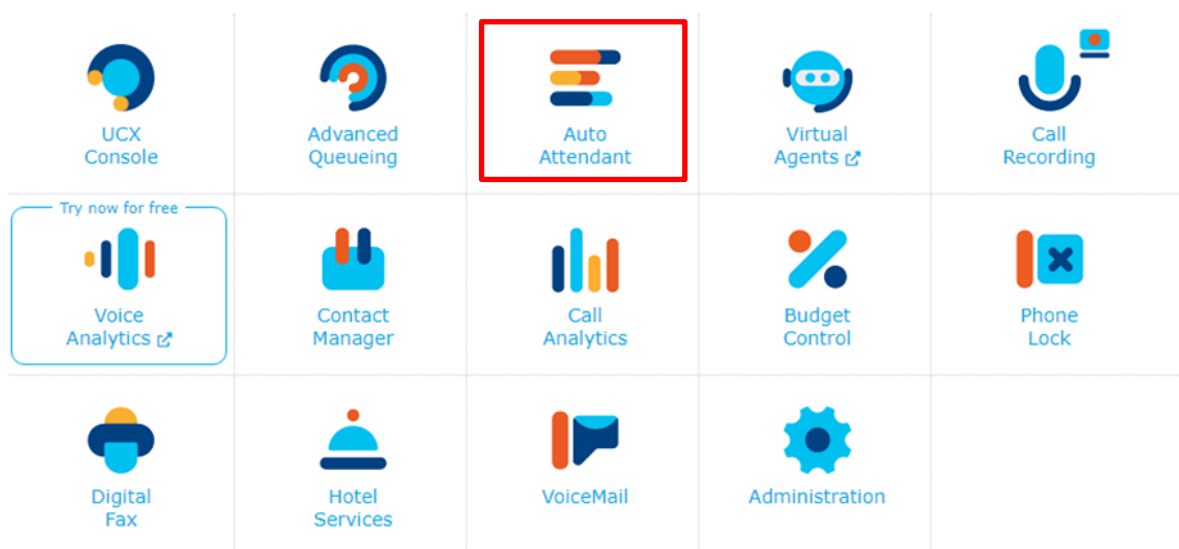 UCX
Console
Advanced
Queueing
Auto
Attendant
Virtual
Agents
Call
Recording
Try now for free
Voice
Analytics
Contact
Manager
Call
Analytics
Budget
Control
Phone
Lock
Digital
Fax
Hotel
Services
VoiceMail
Administration